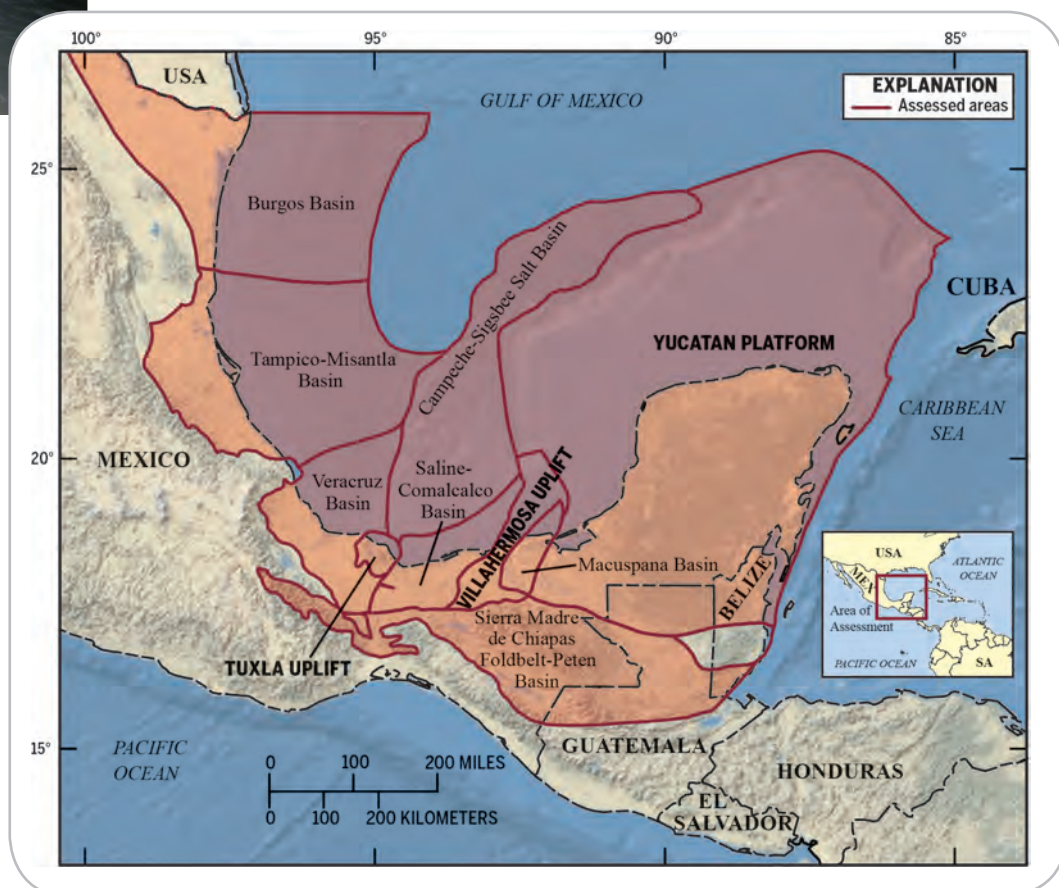 100°
95°
90°
85°
USA
GULF OF MEXICO
EXPLANATION
Assessed areas
25°
Burgos Basin
Campeche-Sigsbee Salt Basin
CUBA
Tampico-Misantla
Basin
YUCATAN PLATFORM
CARIBBEAN
SEA
20°
MEXICO
Veracruz
Basin
Saline-
Comalcalco
Basin
VILLAHERMOSA UPLIFT
Macuspana Basin
BELIZE
Sierra Madre
de Chiapas
Foldbelt-Peten
Basin
TUXLA UPLIFT
USA
MEX
ATLANTIC
OCEAN
Area of
Assessment
PACIFIC OCEAN
SA
15°
PACIFIC
OCEAN
0 100 200 MILES
0 100 200 KILOMETERS
GUATEMALA
HONDURAS
EL
SALVADOR